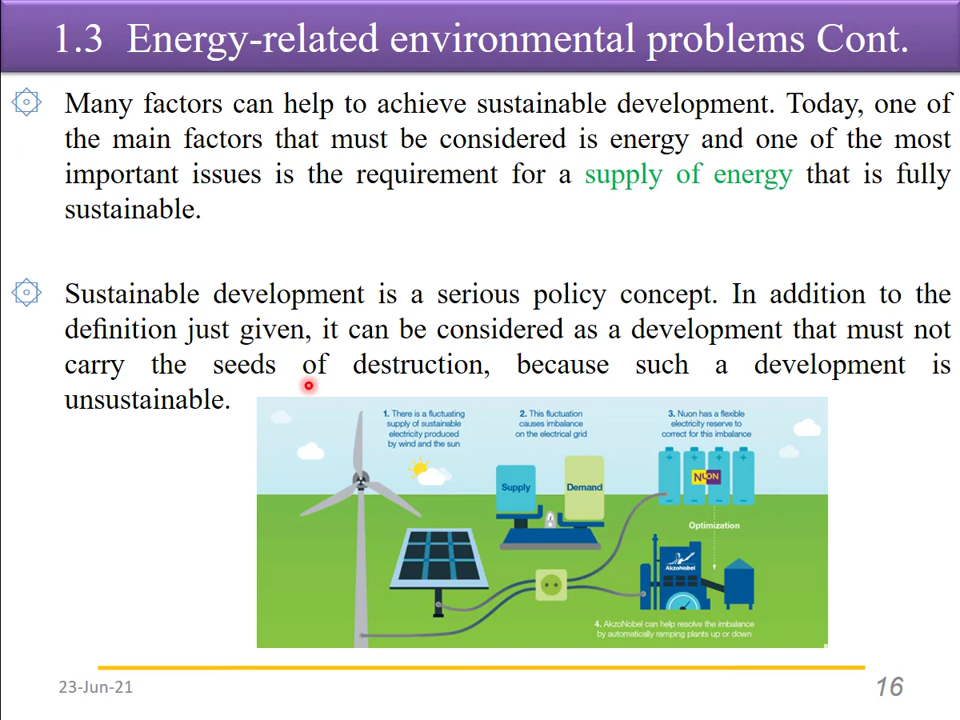 1.3 Energy-related environmental problems Cont.
Many factors can help to achieve sustainable development. Today, one of
the main factors that must be considered is energy and one of the most
important issues is the requirement for a supply of energy that is fully
sustainable.
Sustainable development is a serious policy concept. In addition to the
definition just given, it can be considered as a development that must not
carry the seeds of destruction, because such a development is
unsustainable.
1. There is a fluctuating
supply of sustainable
electricity produced
by wind and the sun
2. This fluctuation
causes imbalance
on the electrical grid
3. Nuon has a flexible
electricity reserve to
correct for this imbalance
Supply
Demand
NUON
Optimization
AkzoNobel
4. AkzoNobel can help resolve the imbalance
by automatically ramping plants up or down
23-Jun-21
16